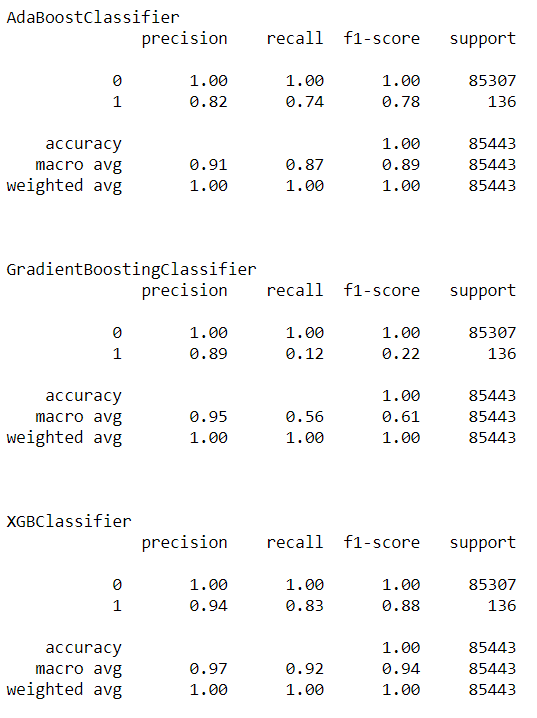 AdaBoostClassifier
precision recall f1-score support
0 1.00 1.00 1.00 85307
1 0.82 0.74 0.78 136
accuracy 1.00 85443
macro avg 0.91 0.87 0.89 85443
weighted avg 1.00 1.00 1.00 85443
GradientBoostingClassifier
precision recall f1-score support
0 1.00 1.00 1.00 85307
1 0.89 0.12 0.22 136
accuracy 1.00 85443
macro avg 0.95 0.56 0.61 85443
weighted avg 1.00 1.00 1.00 85443
XGBClassifier
precision recall f1-score support
0 1.00 1.00 1.00 85307
1 0.94 0.83 0.88 136
accuracy 1.00 85443
macro avg 0.97 0.92 0.94 85443
weighted avg 1.00 1.00 1.00 85443